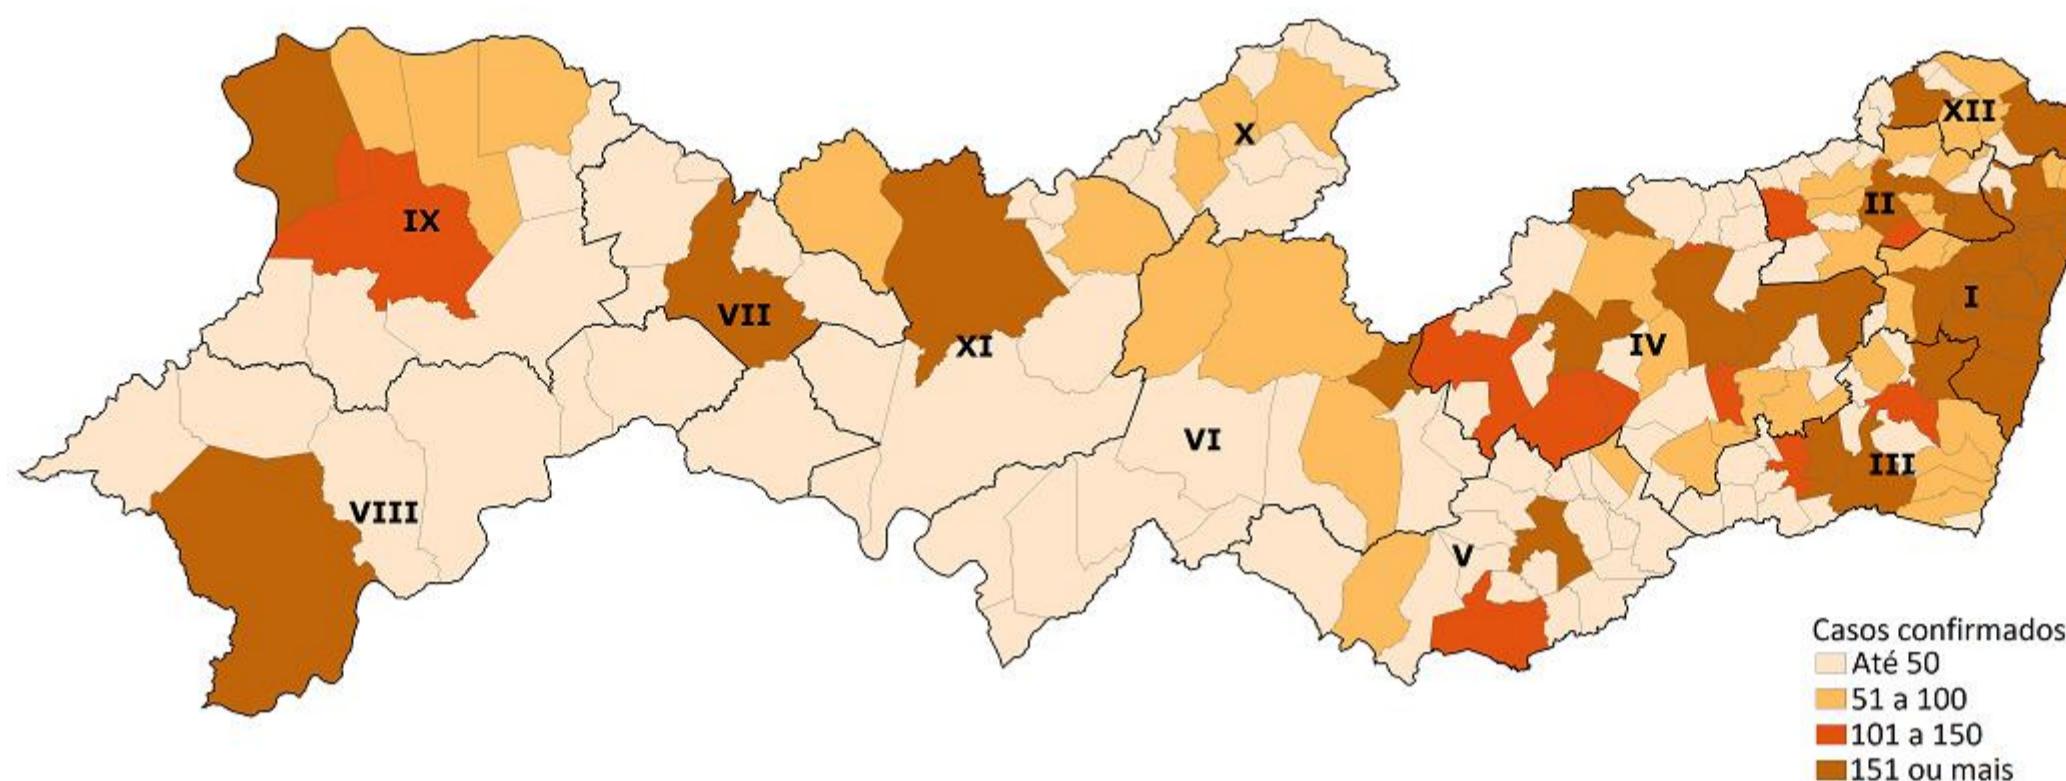 X
XII
II
IX
I
VII
XI
IV
VI
III
VIII
V
Casos confirmados
Até 50
51 a 100
101 a 150
151 ou mais